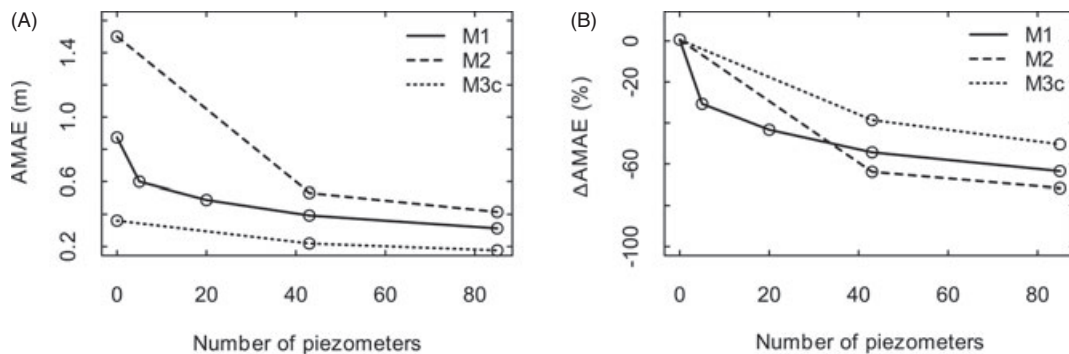 (A)
AMAE (m)
1.4
1.0
0.6
0.2
M1
M2
M3c
0 20 40 60 80
Number of piezometers
(B)
ΔAMAE (%)
0
-20
-60
-100
M1
M2
M3c
0 20 40 60 80
Number of piezometers